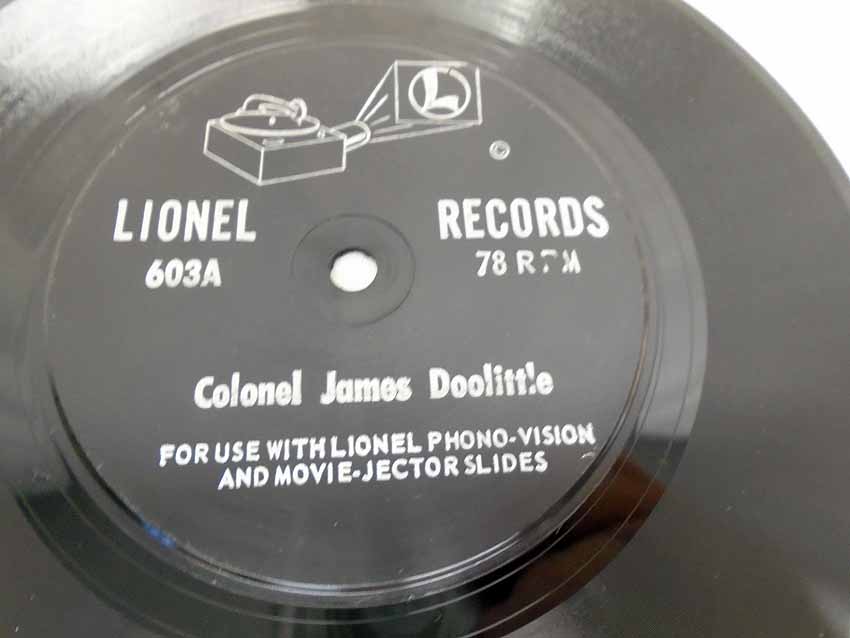 L
LIONEL RECORDS
603A 78 RPM
Colonel James Doolittle
FOR USE WITH LIONEL PHONO-VISION
AND MOVIE-JECTOR SLIDES